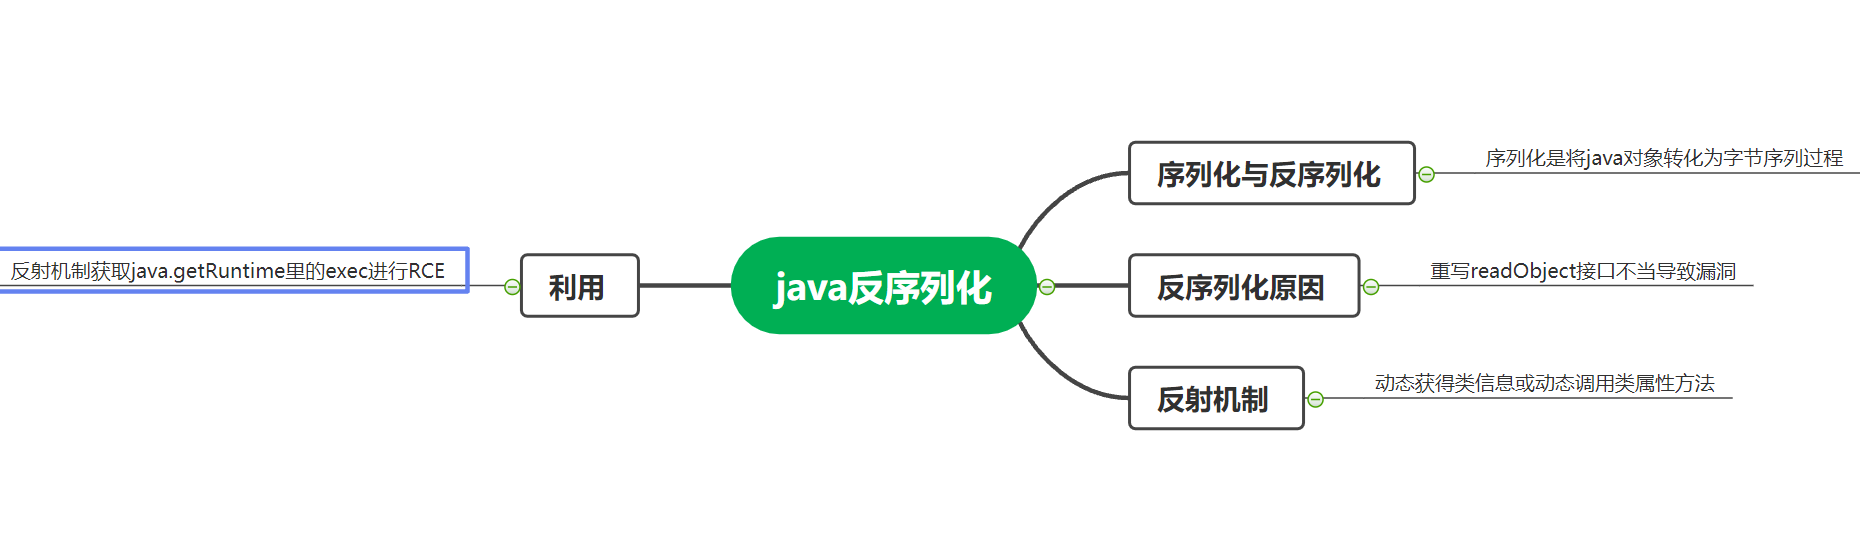 java反序列化
序列化与反序列化
序列化是将java对象转化为字节序列过程
反序列化原因
重写readObject接口不当导致漏洞
反射机制
动态获得类信息或动态调用类属性方法
利用
反射机制获取java.getRuntime里的exec进行RCE